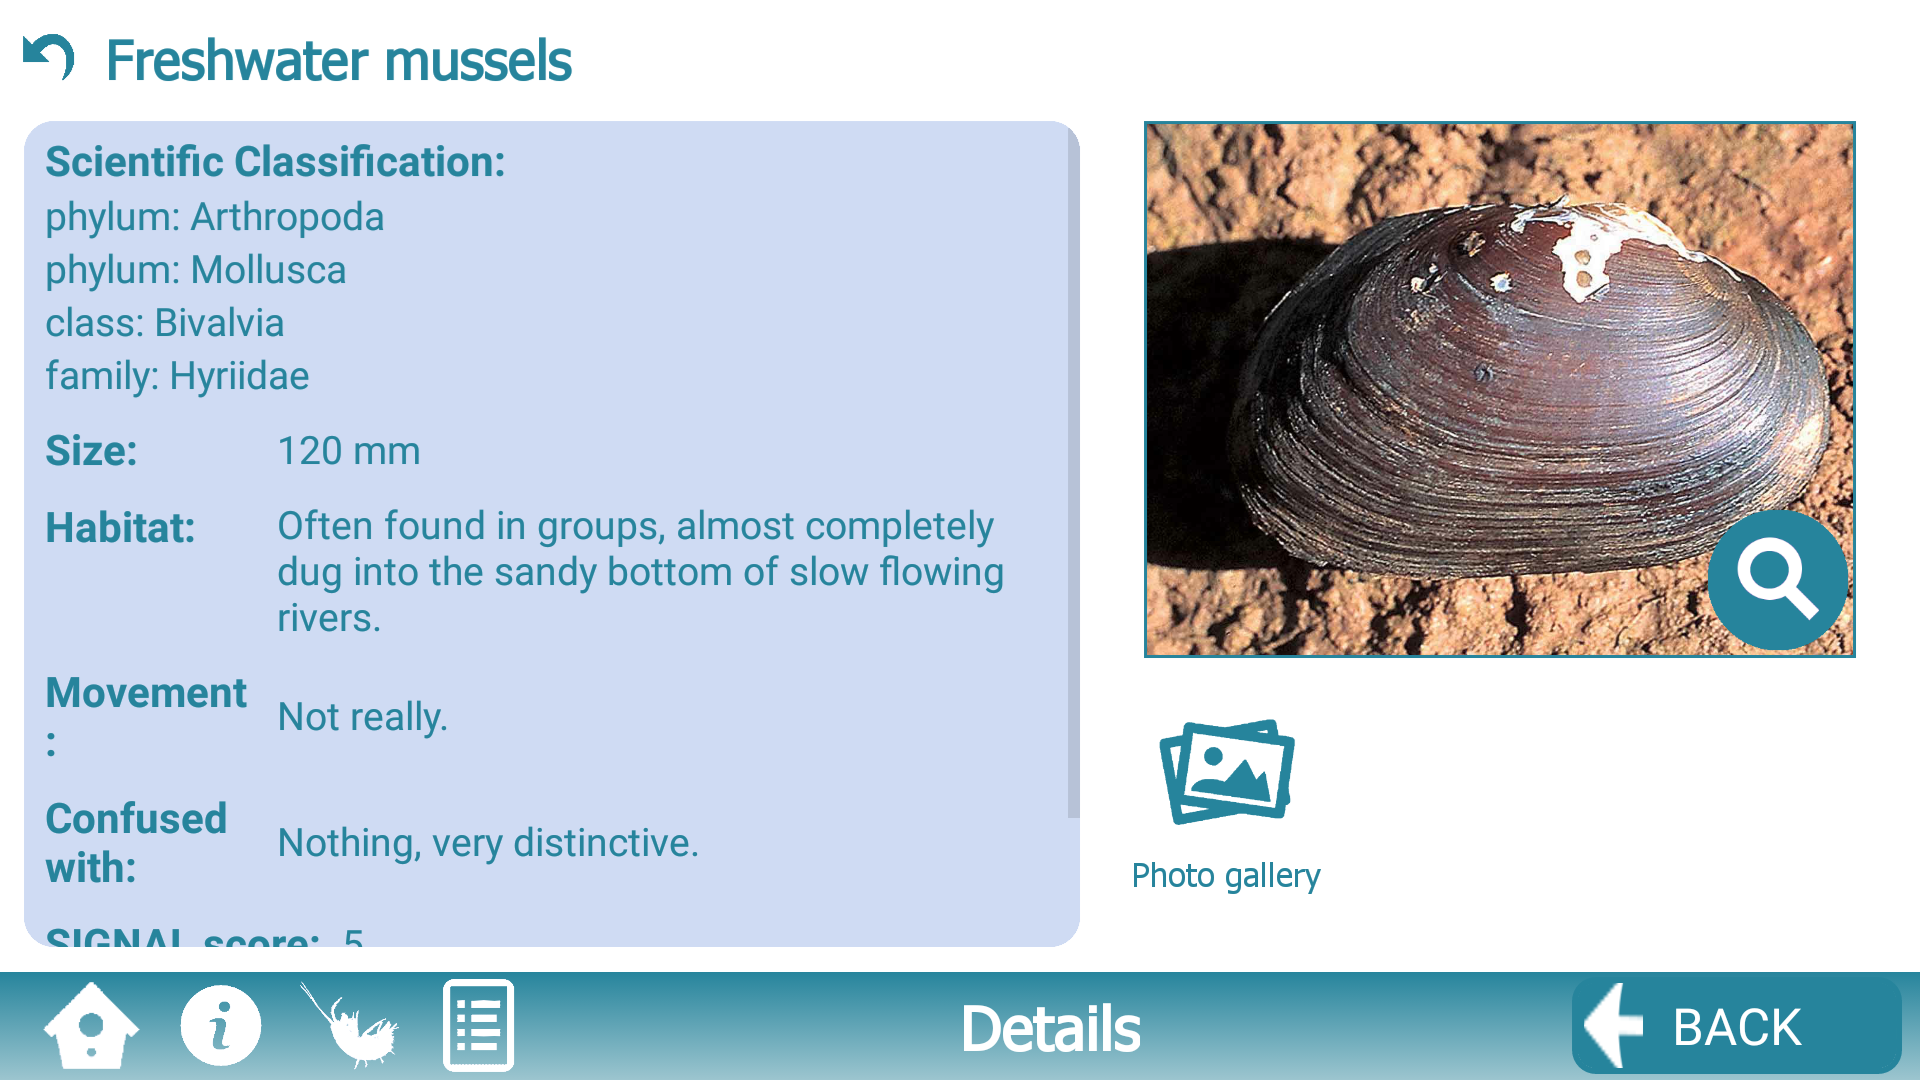 Freshwater mussels
Scientific Classification:
phylum: Arthropoda
phylum: Mollusca
class: Bivalvia
family: Hyriidae
Size: 120 mm
Habitat: Often found in groups, almost completely
dug into the sandy bottom of slow flowing
rivers.
Movement
: Not really.
Confused
with: Nothing, very distinctive.
SIGNAL score: 5
Photo gallery
Details
BACK